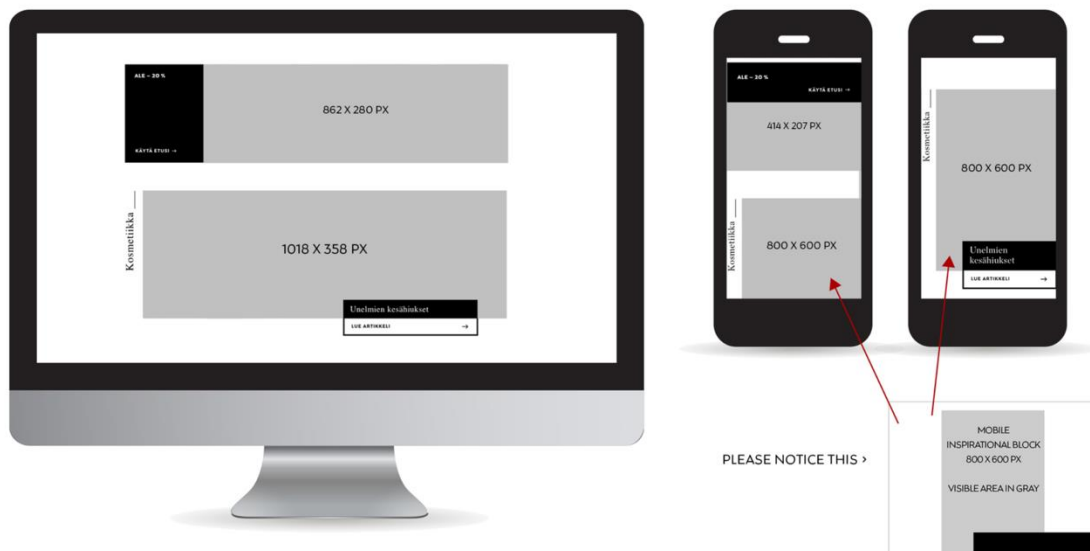 ALE – 30 %
862 X 280 PX
KÄYTÄ ETUSI →
Kosmetiikka
1018 X 358 PX
Unelmien kesähiukset
LUE ARTIKKELI →
ALE – 30 %
KÄYTÄ ETUSI →
414 X 207 PX
Kosmetiikka
800 X 600 PX
Kosmetiikka
800 X 600 PX
Unelmien
kesähiukset
LUE ARTIKKELI →
PLEASE NOTICE THIS ›
MOBILE
INSPIRATIONAL BLOCK
800 X 600 PX
VISIBLE AREA IN GRAY